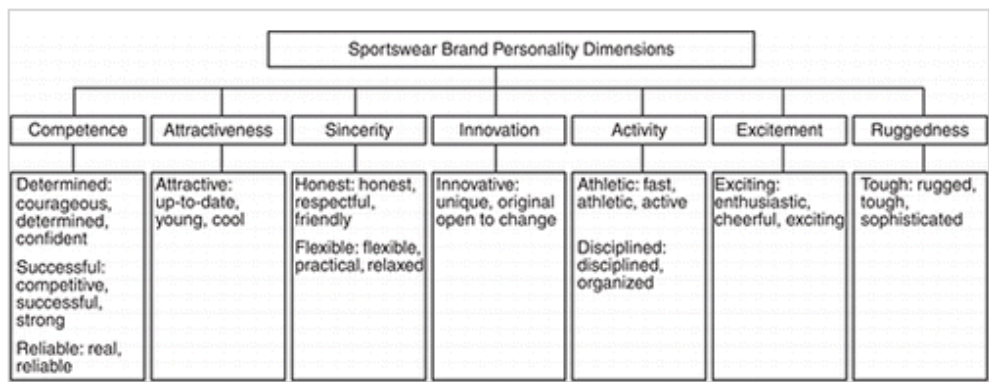 Sportswear Brand Personality Dimensions
Competence
Attractiveness
Sincerity
Innovation
Activity
Excitement
Ruggedness
Determined:
courageous,
determined,
confident
Successful:
competitive,
successful,
strong
Reliable: real,
reliable
Attractive:
up-to-date,
young, cool
Honest: honest,
respectful,
friendly
Flexible: flexible,
practical, relaxed
Innovative:
unique, original
open to change
Athletic: fast,
athletic, active
Disciplined:
disciplined,
organized
Exciting:
enthusiastic,
cheerful, exciting
Tough: rugged,
tough,
sophisticated